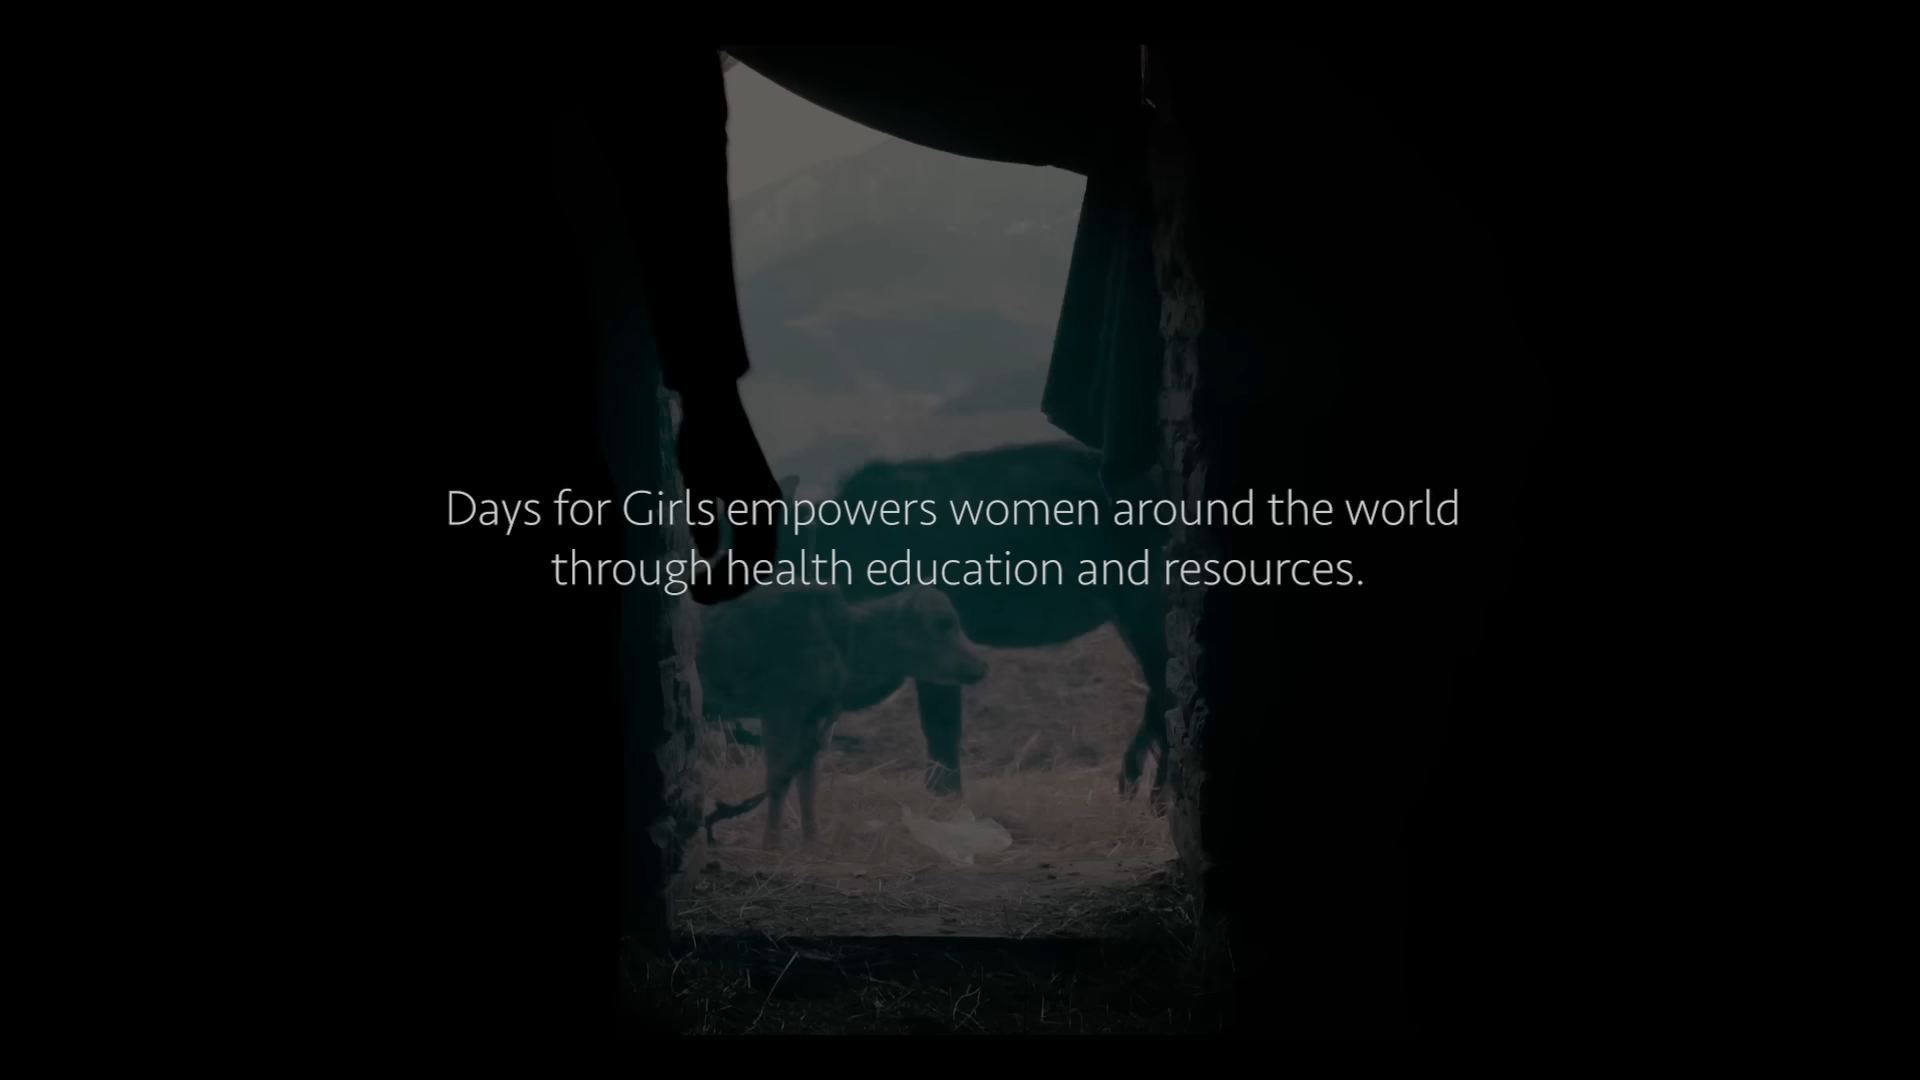 Days for Girls empowers women around the world
through health education and resources.